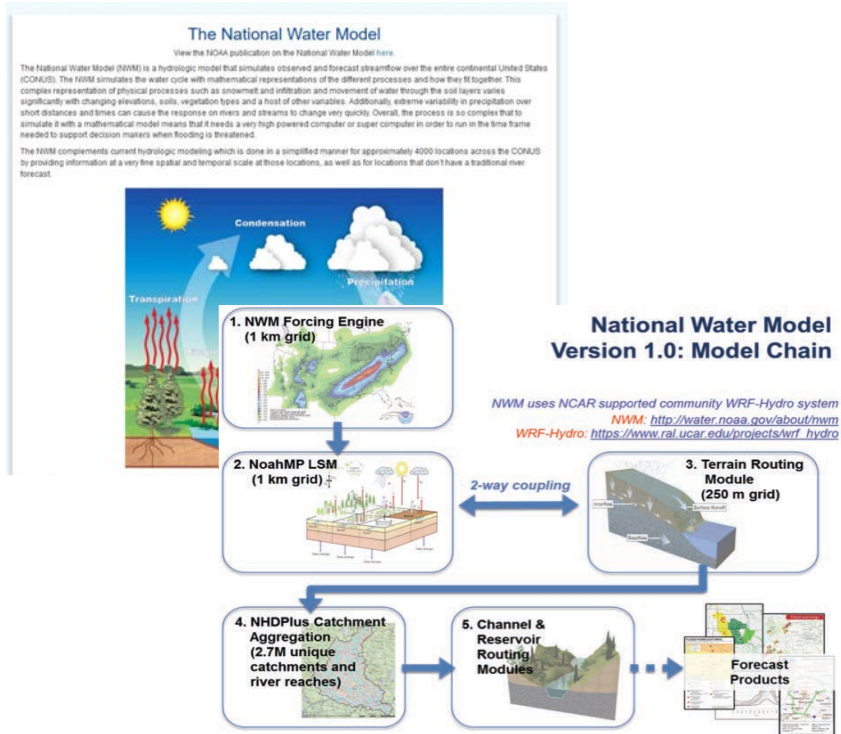 The National Water Model
View the NOAA publication on the National Water Model here.
The National Water Model (NWM) is a hydrologic model that simulates observed and forecast streamflow over the entire continental United States
(CONUS). The NWM simulates the water cycle with mathematical representations of the different processes and how they fit together. This
complex representation of physical processes such as snowmelt and infiltration and movement of water through the soil layers varies
significantly with changing elevations, soils, vegetation types and a host of other variables. Additionally, extreme variability in precipitation over
short distances and times can cause the response on rivers and streams to change very quickly. Overall, the process is so complex that to
simulate it with a mathematical model means that it needs a very high powered computer or super computer in order to run in the time frame
needed to support decision makers when flooding is threatened.
The NWM complements current hydrologic modeling which is done in a simplified manner for approximately 4000 locations across the CONUS
by providing information at a very fine spatial and temporal scale at those locations, as well as for locations that don't have a traditional river
forecast.
Condensation
Precipitation
Transpiration
1. NWM Forcing Engine
(1 km grid)
National Water Model
Version 1.0: Model Chain
NWM uses NCAR supported community WRF-Hydro system
NWM: http://water.noaa.gov/about/nwm
WRF-Hydro: https://www.ral.ucar.edu/projects/wrf_hydro
2. NoahMP LSM
(1 km grid)
2-way coupling
3. Terrain Routing
Module
(250 m grid)
Interflow
Surface Runoff
Baseflow
4. NHDPlus Catchment
Aggregation
(2.7M unique
catchments and
river reaches)
5. Channel &
Reservoir
Routing
Modules
Forecast
Products